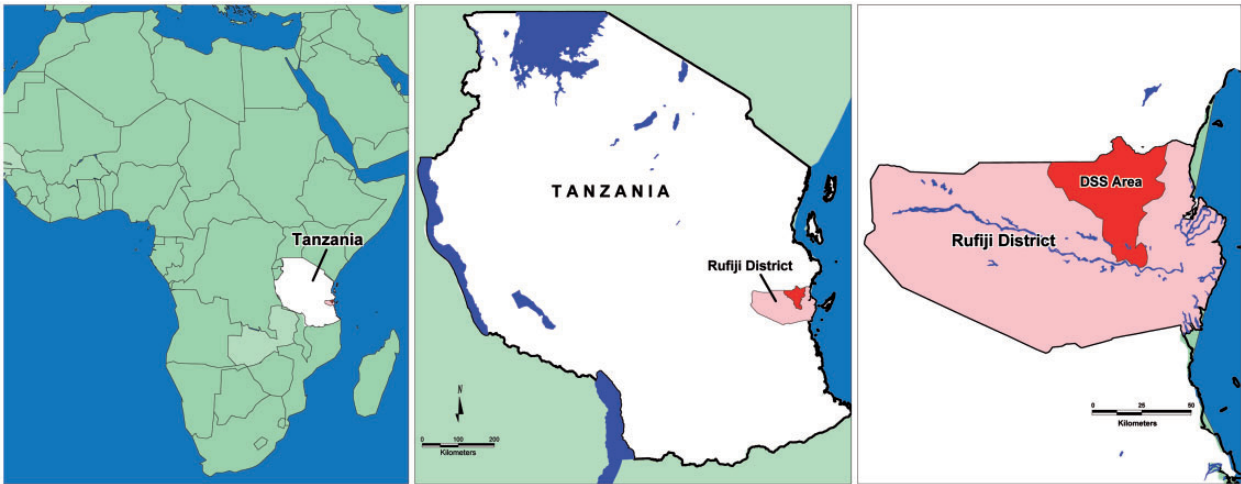 Tanzania
TANZANIA
Rufiji District
N
0 100 200
Kilometers
DSS Area
Rufiji District
0 25 50
Kilometers